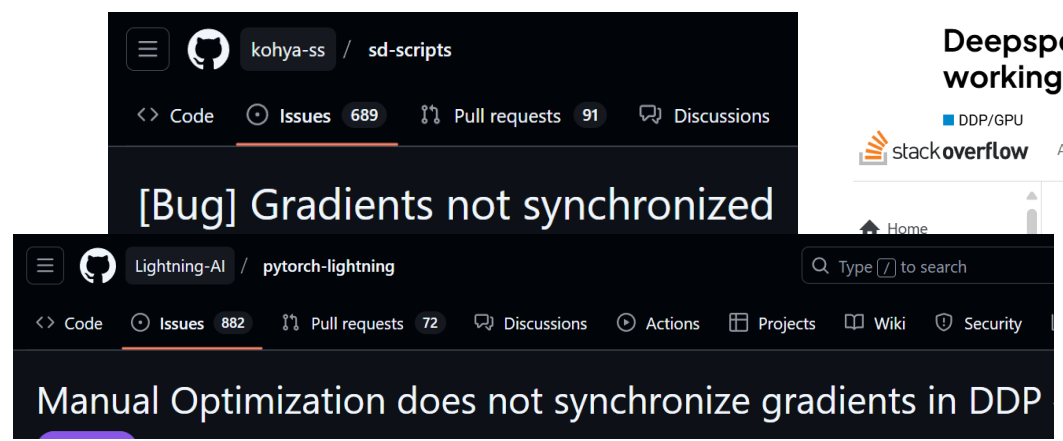 kohya-ss / sd-scripts
Code Issues 689 Pull requests 91 Discussions
[Bug] Gradients not synchronized
working
DDP/GPU
stackoverflow
Home
Lightning-AI / pytorch-lightning
Type / to search
Code Issues 882 Pull requests 72 Discussions Actions Projects Wiki Security
Manual Optimization does not synchronize gradients in DDP